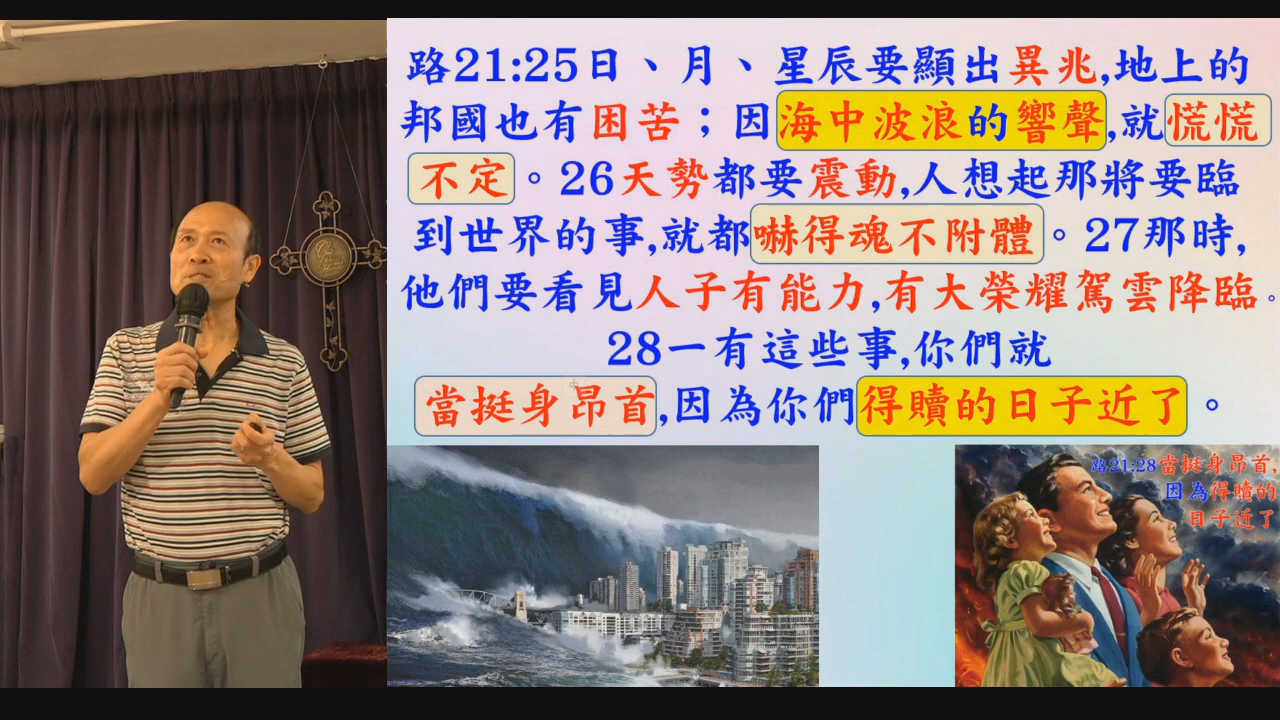 路21:25日、月、星辰要顯出異兆,地上的
邦國也有困苦；因海中波浪的響聲,就慌慌
不定。26天勢都要震動,人想起那將要臨
到世界的事,就都嚇得魂不附體。27那時,
他們要看見人子有能力,有大榮耀駕雲降臨。
28一有這些事,你們就
當挺身昂首,因為你們得贖的日子近了。
路21:28當挺身昂首,
因為得贖的
日子近了